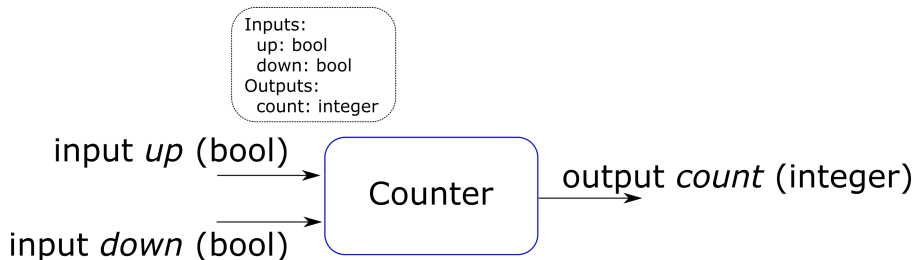 Inputs:
up: bool
down: bool
Outputs:
count: integer
input up (bool)
Counter
output count (integer)
input down (bool)